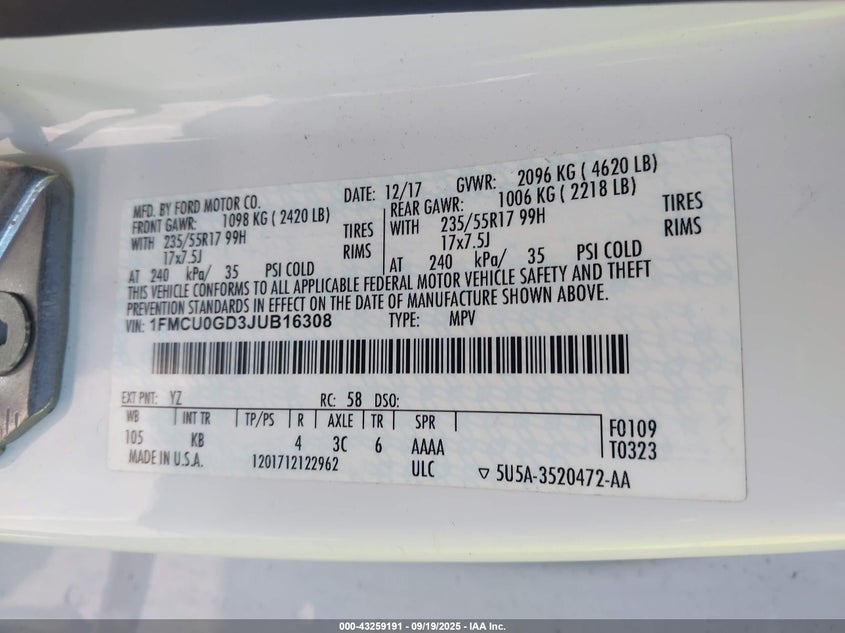 MFD. BY FORD MOTOR CO. DATE: 12/17 GVWR: 2096 KG ( 4620 LB)
FRONT GAWR: 1098 KG ( 2420 LB) REAR GAWR: 1006 KG ( 2218 LB)
WITH 235/55R17 99H TIRES WITH 235/55R17 99H TIRES
17x7.5J RIMS 17x7.5J RIMS
AT 240 kPa/ 35 PSI COLD AT 240 kPa/ 35 PSI COLD
THIS VEHICLE CONFORMS TO ALL APPLICABLE FEDERAL MOTOR VEHICLE SAFETY AND THEFT
PREVENTION STANDARDS IN EFFECT ON THE DATE OF MANUFACTURE SHOWN ABOVE.
VIN: 1FMCU0GD3JUB16308 TYPE: MPV
EXT PNT: YZ RC: 58 DSO:
WB INT TR TP/PS R AXLE TR SPR F0109
105 KB 4 3C 6 AAAA T0323
MADE IN U.S.A. 1201712122962 ULC ▽ 5U5A-3520472-AA
000-43259191 - 09/19/2025 - IAA Inc.